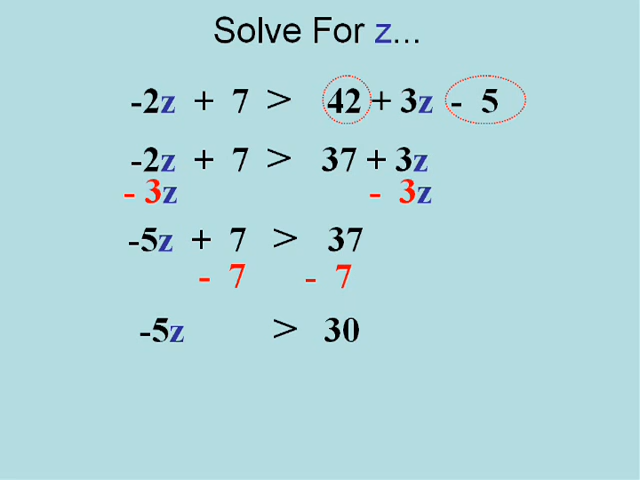 Solve For z...
-2z + 7 > 42 + 3z - 5
-2z + 7 > 37 + 3z
- 3z - 3z
-5z + 7 > 37
- 7 - 7
-5z > 30